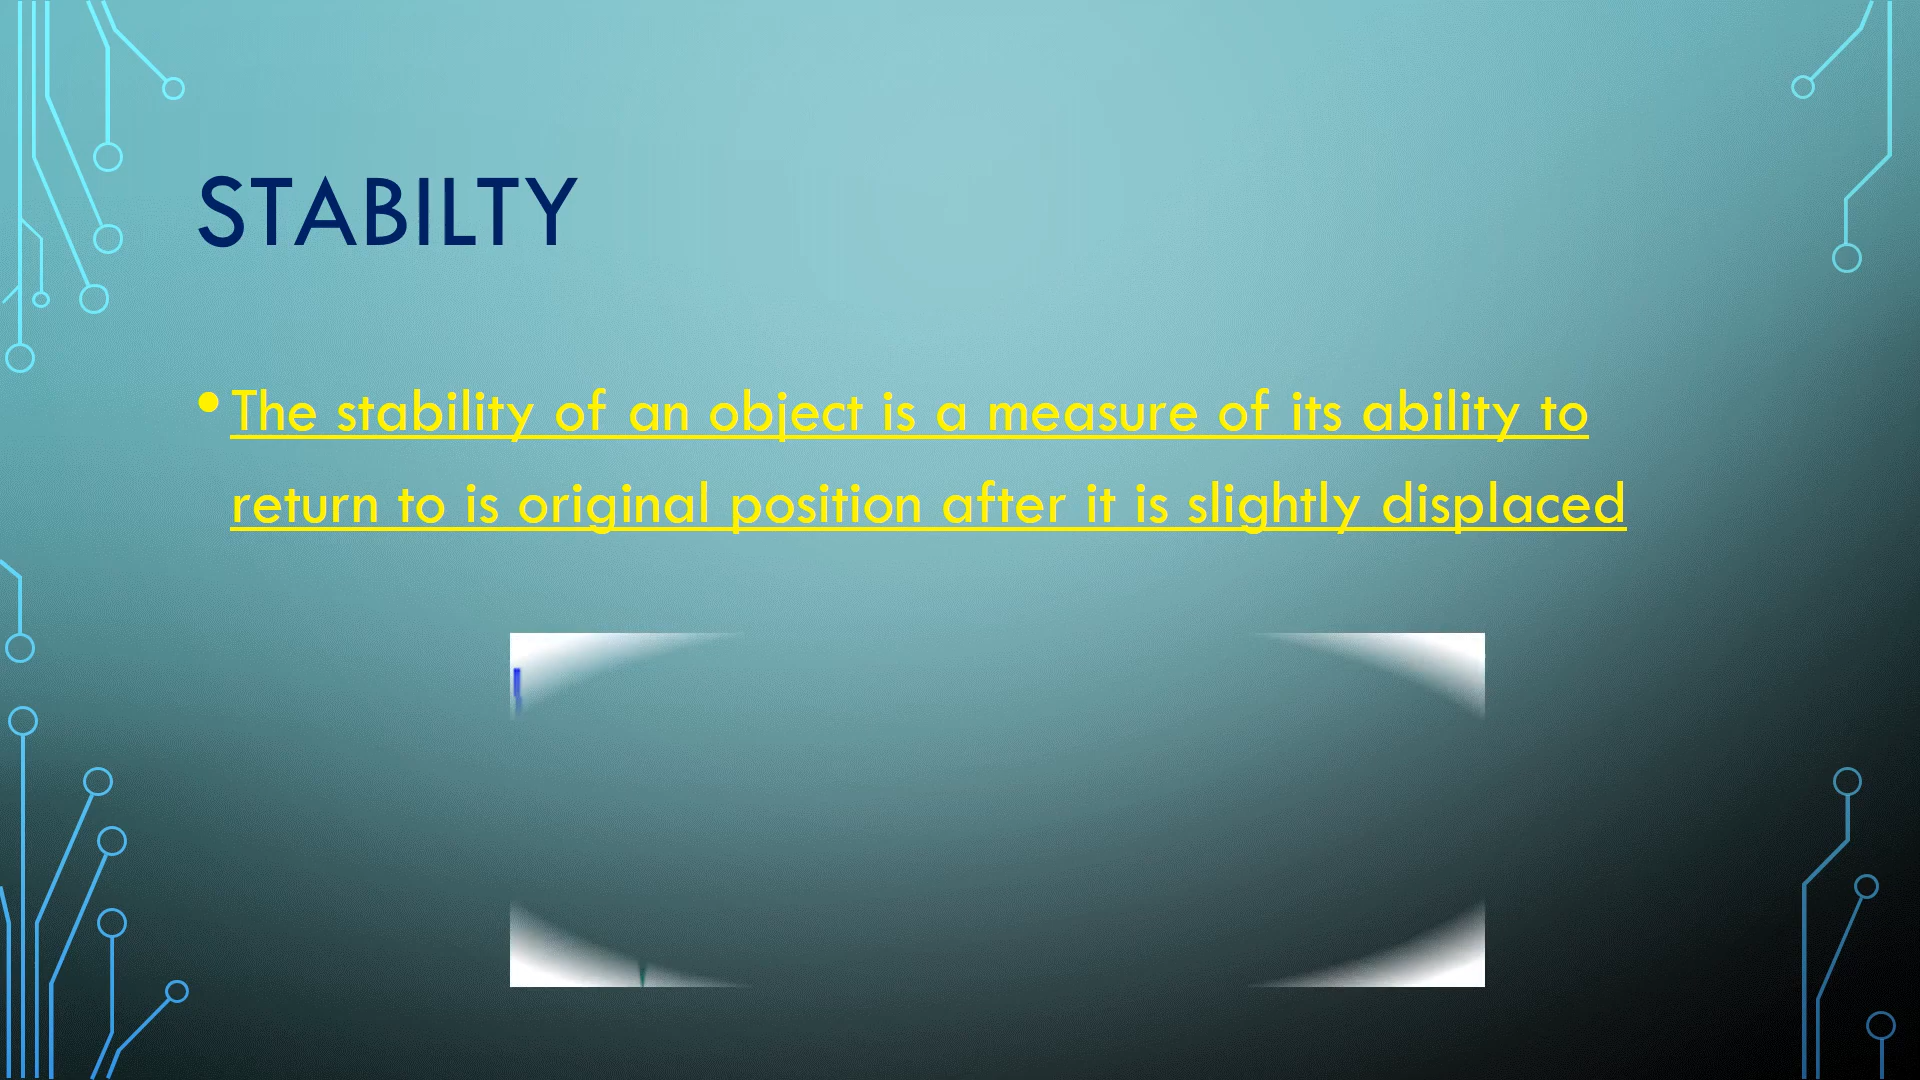 STABILTY
• The stability of an object is a measure of its ability to
return to is original position after it is slightly displaced